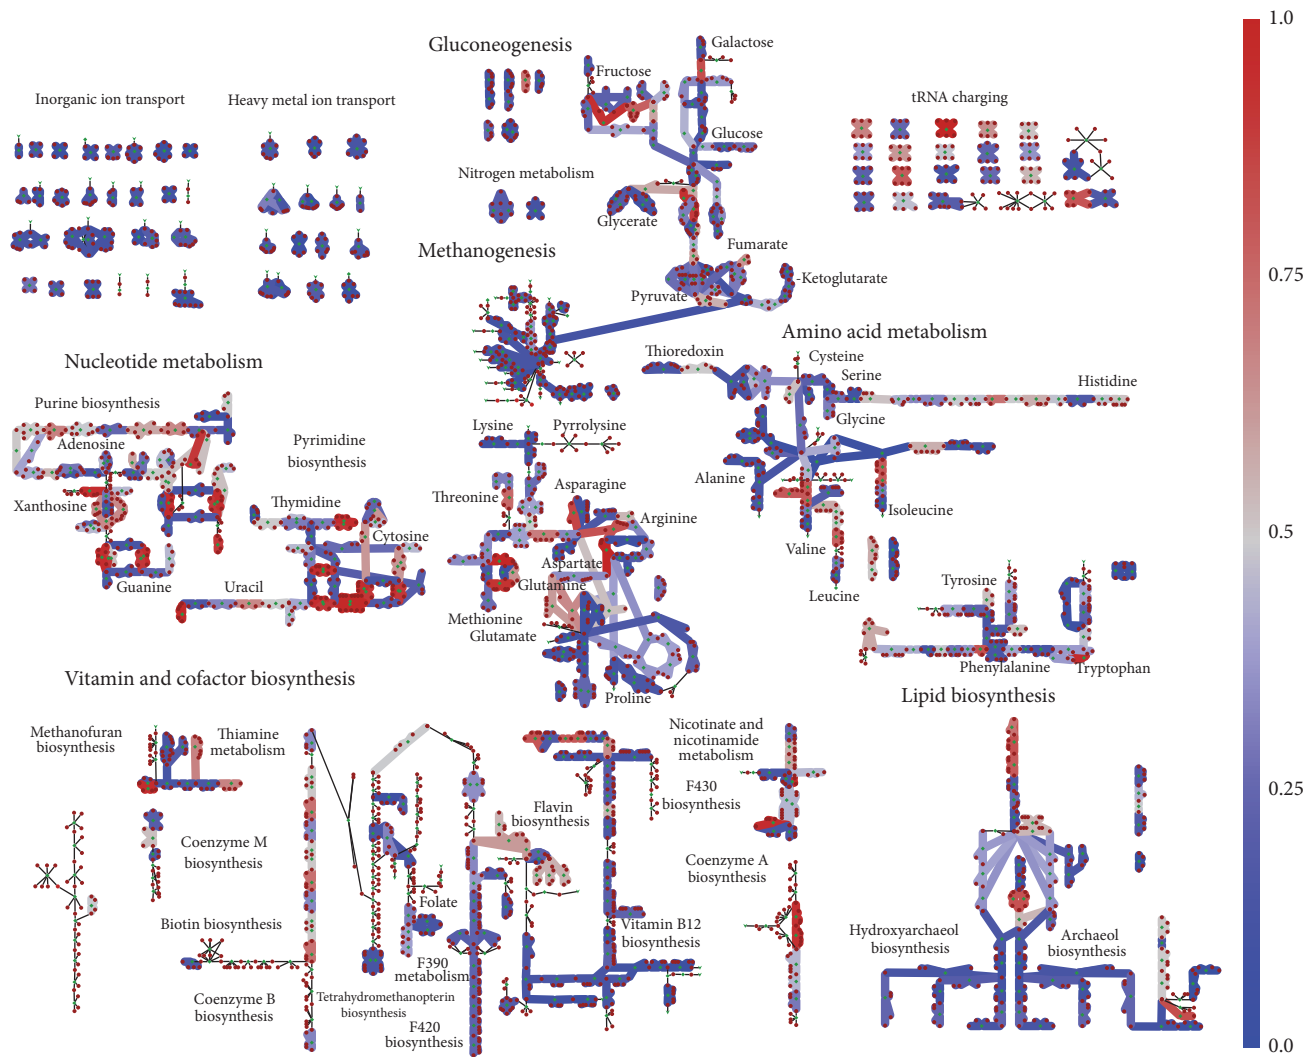 Gluconeogenesis
Galactose
Fructose
Inorganic ion transport
Heavy metal ion transport
tRNA charging
Glucose
Nitrogen metabolism
Glycerate
Methanogenesis
Fumarate
-Ketoglutarate
Pyruvate
Amino acid metabolism
Thioredoxin
Cysteine
Serine
Histidine
Glycine
Nucleotide metabolism
Purine biosynthesis
Adenosine
Pyrimidine
biosynthesis
Xanthosine
Thymidine
Cytosine
Guanine
Uracil
Lysine
Pyrrolysine
Threonine
Asparagine
Arginine
Aspartate
Glutamine
Methionine
Glutamate
Proline
Alanine
Isoleucine
Valine
Leucine
Tyrosine
Phenylalanine
Tryptophan
Vitamin and cofactor biosynthesis
Lipid biosynthesis
Methanofuran
biosynthesis
Thiamine
metabolism
Nicotinate and
nicotinamide
metabolism
F430
biosynthesis
Flavin
biosynthesis
Coenzyme M
biosynthesis
Coenzyme A
biosynthesis
Folate
Biotin biosynthesis
Vitamin B12
biosynthesis
Hydroxyarchaeol
biosynthesis
Archaeol
biosynthesis
F390
metabolism
Coenzyme B
biosynthesis
Tetrahydromethanopterin
biosynthesis
F420
biosynthesis
1.0
0.75
0.5
0.25
0.0